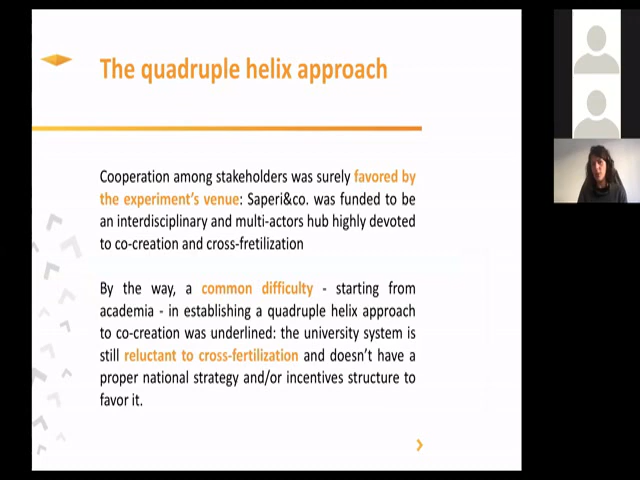 The quadruple helix approach
Cooperation among stakeholders was surely favored by
the experiment's venue: Saperi&co. was funded to be
an interdisciplinary and multi-actors hub highly devoted
to co-creation and cross-fretilization
By the way, a common difficulty - starting from
academia - in establishing a quadruple helix approach
to co-creation was underlined: the university system is
still reluctant to cross-fertilization and doesn't have a
proper national strategy and/or incentives structure to
favor it.